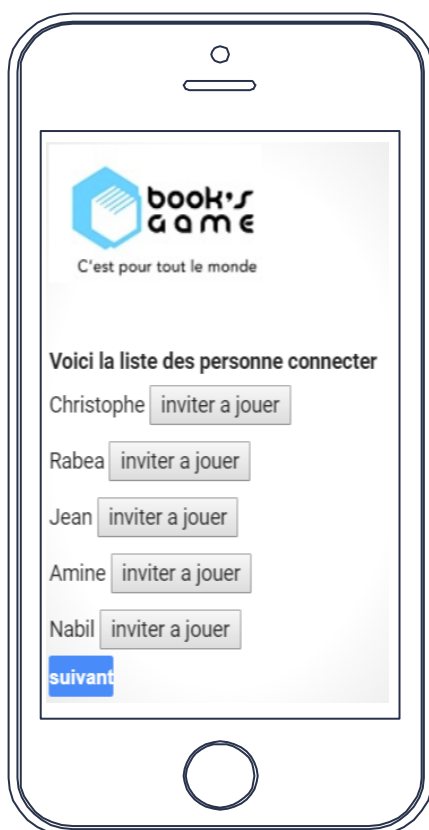 book's
game
C'est pour tout le monde
Voici la liste des personne connecter
Christophe inviter a jouer
Rabea inviter a jouer
Jean inviter a jouer
Amine inviter a jouer
Nabil inviter a jouer
suivant